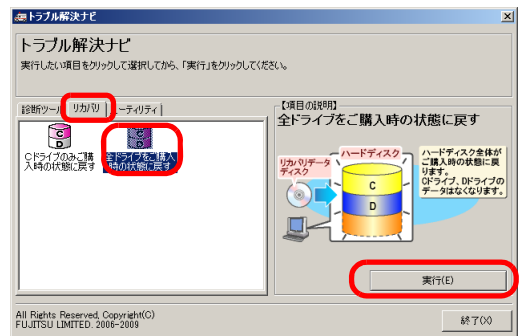 トラブル解決ナビ
トラブル解決ナビ
実行したい項目をクリックして選択してから、「実行」をクリックしてください。
診断ツール
リカバリ
ユーティリティ
Cドライブのみご購
入時の状態に戻す
全ドライブをご購入
時の状態に戻す
【項目の説明】
全ドライブをご購入時の状態に戻す
リカバリデータ
ディスク
ハードディスク
C
D
ハードディスク全体が
ご購入時の状態に戻
ります。
Cドライブ、Dドライブの
データはなくなります。
実行(E)
All Rights Reserved, Copyright(C)
FUJITSU LIMITED. 2006-2009
終了(X)